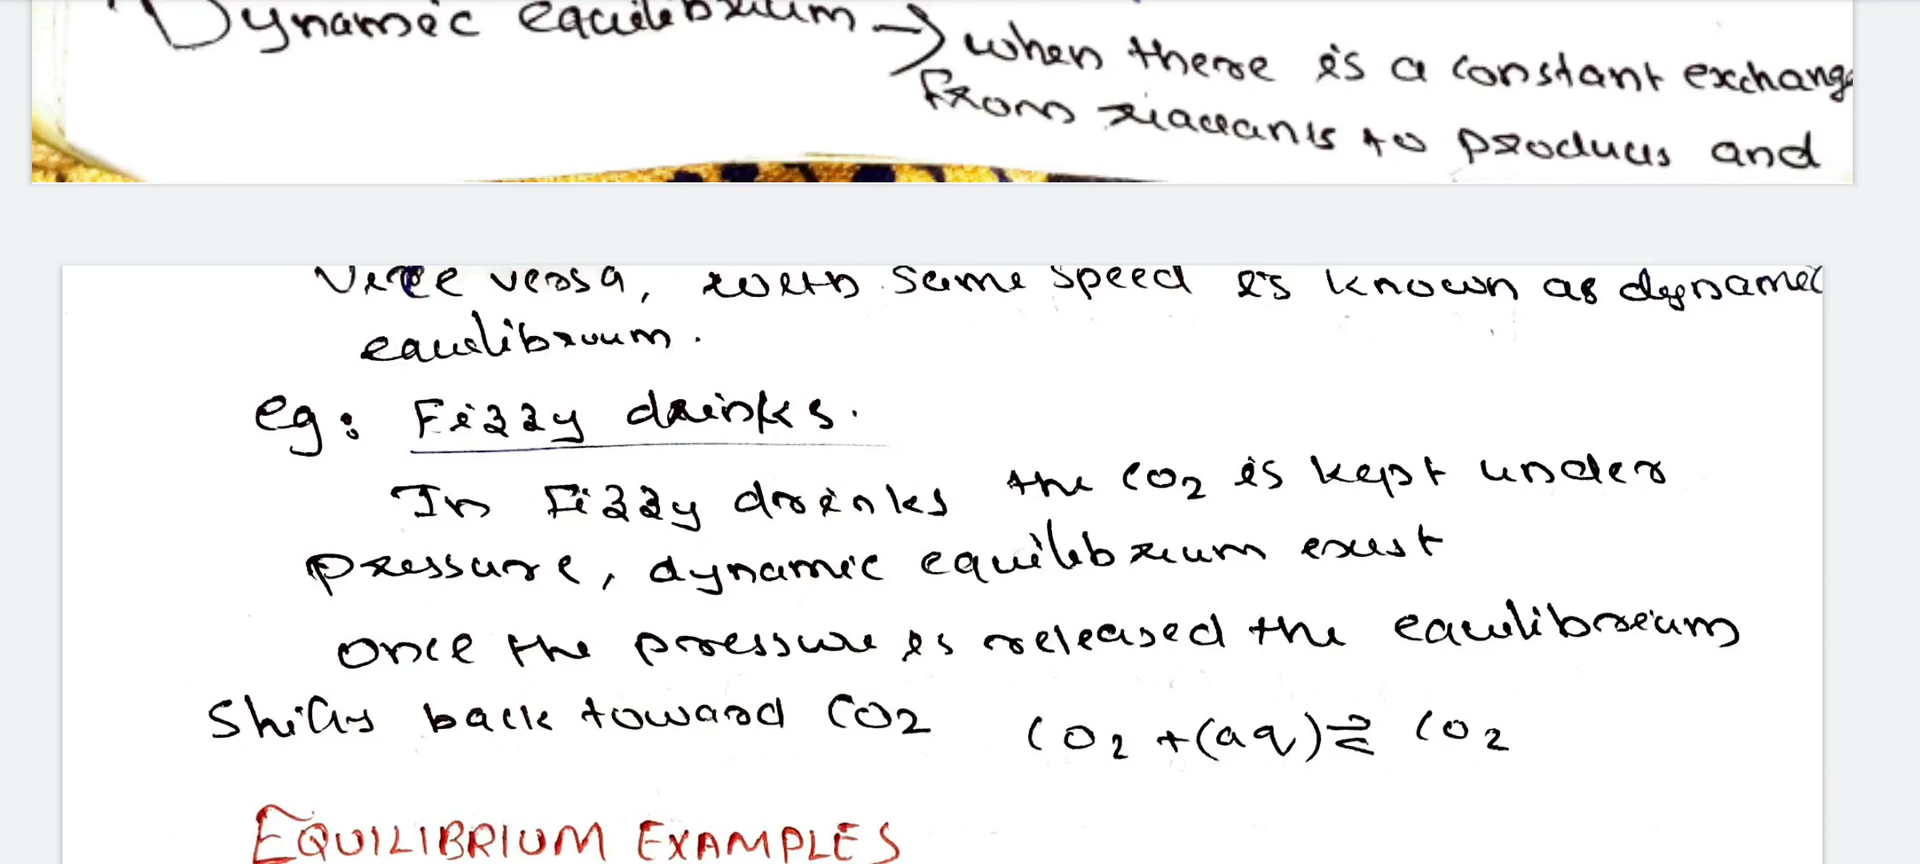 Dynamic equilibrium → when there is a constant exchange
from reactants to products and
vice versa, with same speed is known as dynamic
equilibrium.
eg: Fizzy drinks.
In Fizzy drinks the CO2 is kept under
pressure, dynamic equilibrium exist
Once the pressure is released the equilibrium
shifts back toward CO2 CO2 +(aq) ⇌ CO2
EQUILIBRIUM EXAMPLES